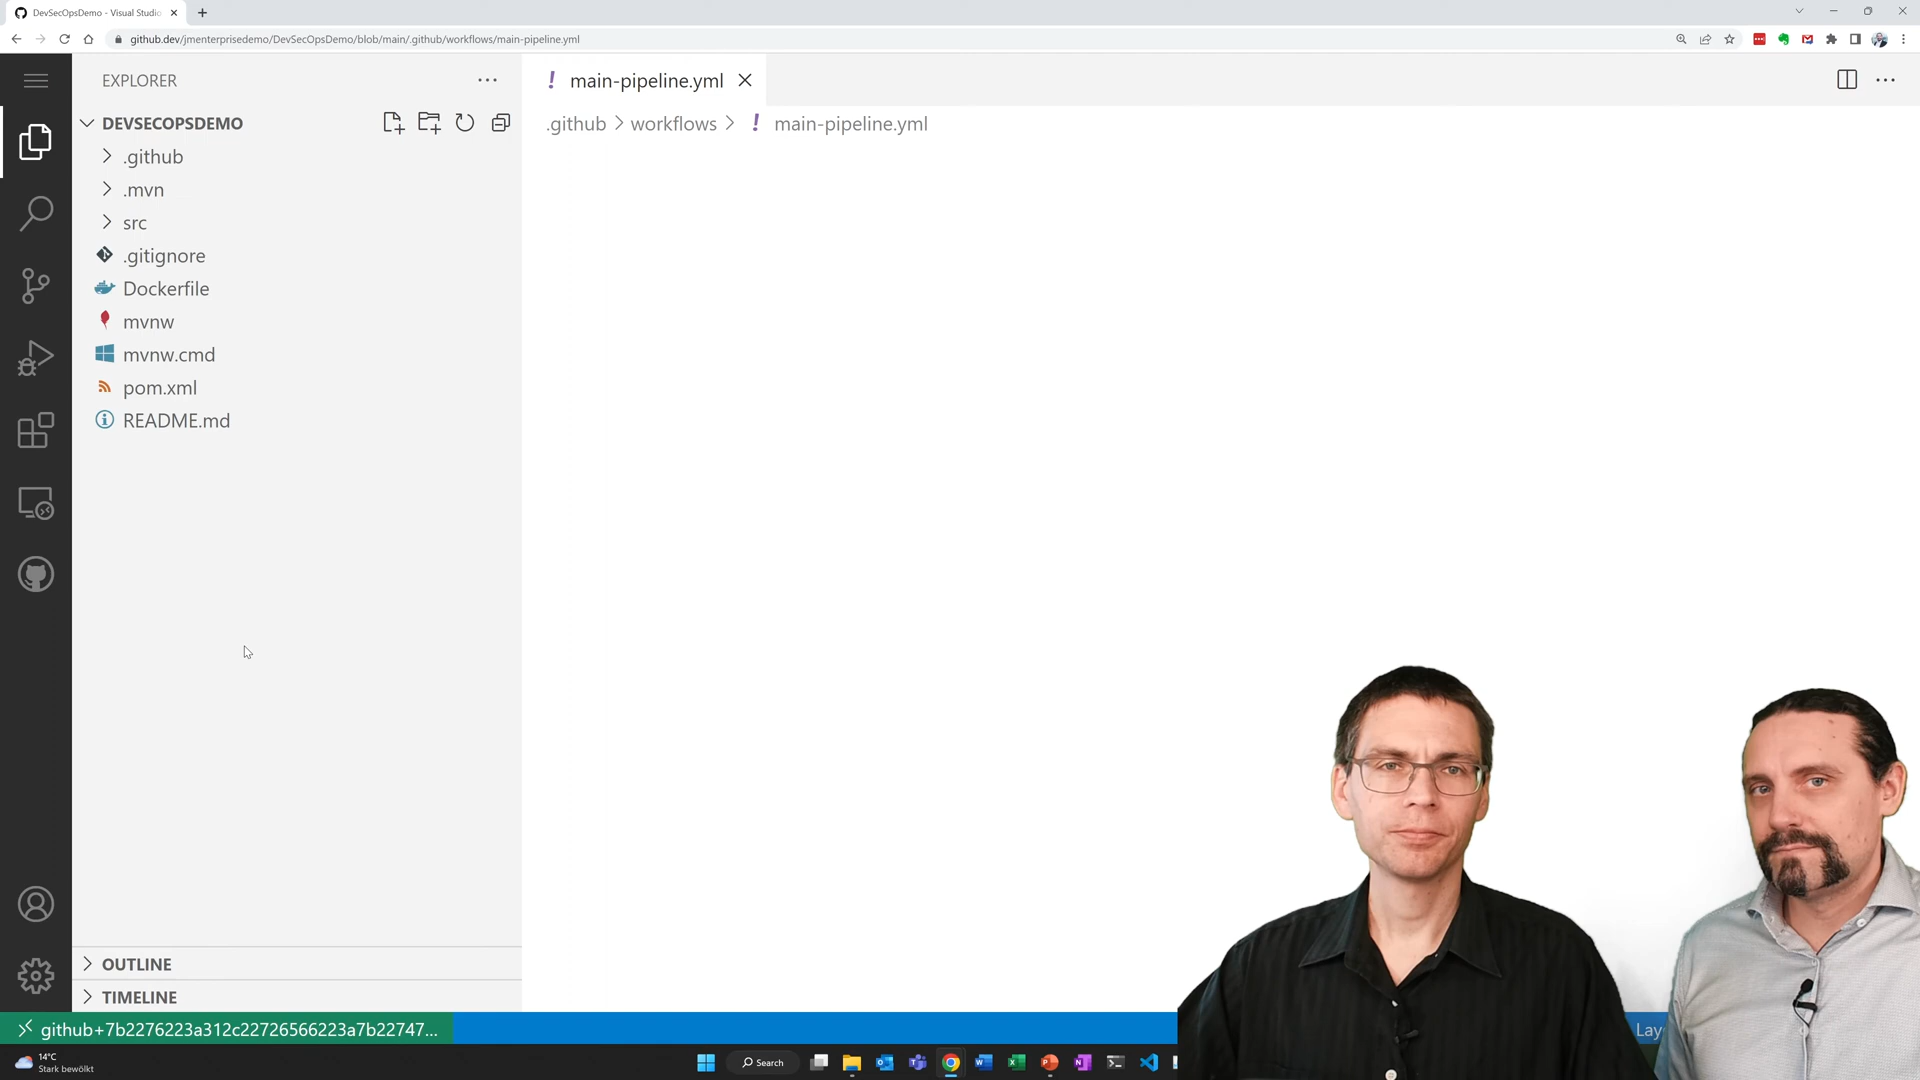 DevSecOpsDemo - Visual Studio
github.dev/jmenterprisedemo/DevSecOpsDemo/blob/main/.github/workflows/main-pipeline.yml
EXPLORER
DEVSECOPSDEMO
.github
.mvn
src
.gitignore
Dockerfile
mvnw
mvnw.cmd
pom.xml
README.md
OUTLINE
TIMELINE
main-pipeline.yml
.github > workflows > main-pipeline.yml
github+7b2276223a312c22726566223a7b22747...
14°C
Stark bewölkt
Search